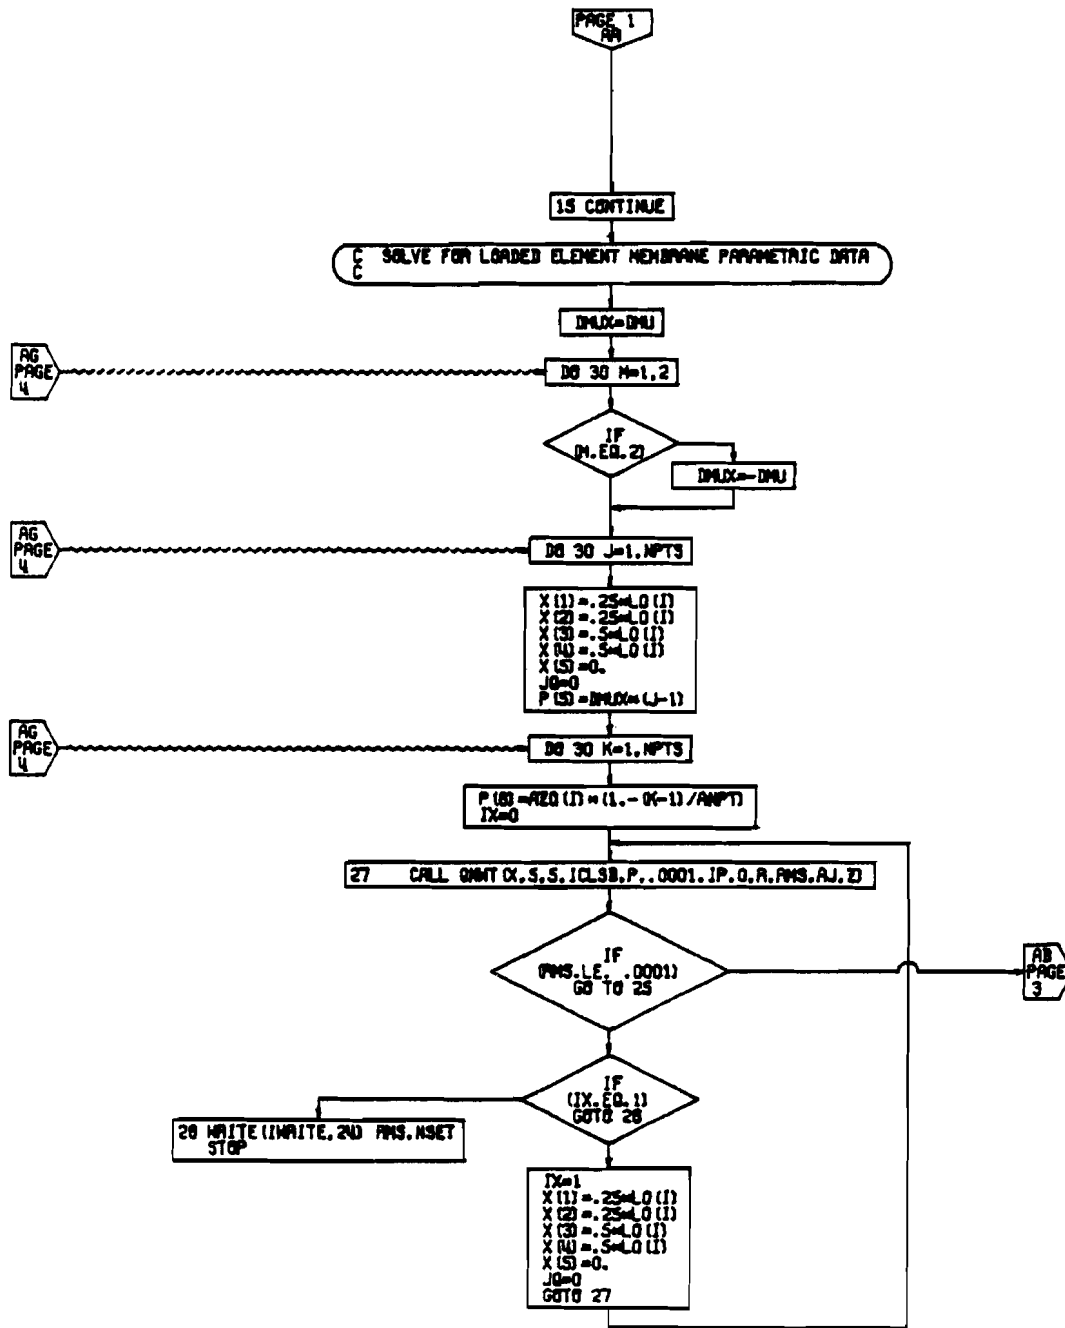 PAGE 1
AA
15 CONTINUE
C SOLVE FOR LOADED ELEMENT MEMBRANE PARAMETRIC DATA
C
DMUX=DMU
AG
PAGE
4
DO 30 M=1,2
IF
(M.EQ.2)
DMUX=-DMU
AG
PAGE
4
DO 30 J=1,NPTS
X(1)=.25*LO(I)
X(2)=.25*LO(I)
X(3)=.5*LO(I)
X(4)=.5*LO(I)
X(5)=0.
JQ=0
P(5)=DMUX*(J-1)
AG
PAGE
4
DO 30 K=1,NPTS
P(6)=AZO(I)*(1.-(K-1)/ANPT)
IX=0
27 CALL QNWT(X,5,5,ICLSB,P,.0001,IP,O,R,RMS,AJ,Z)
IF
(RMS.LE. .0001)
GO TO 25
AB
PAGE
3
IF
(IX.EQ.1)
GOTO 28
28 WRITE(IWRITE,24) RMS,NSET
STOP
IX=1
X(1)=.25*LO(I)
X(2)=.25*LO(I)
X(3)=.5*LO(I)
X(4)=.5*LO(I)
X(5)=0.
JQ=0
GOTO 27